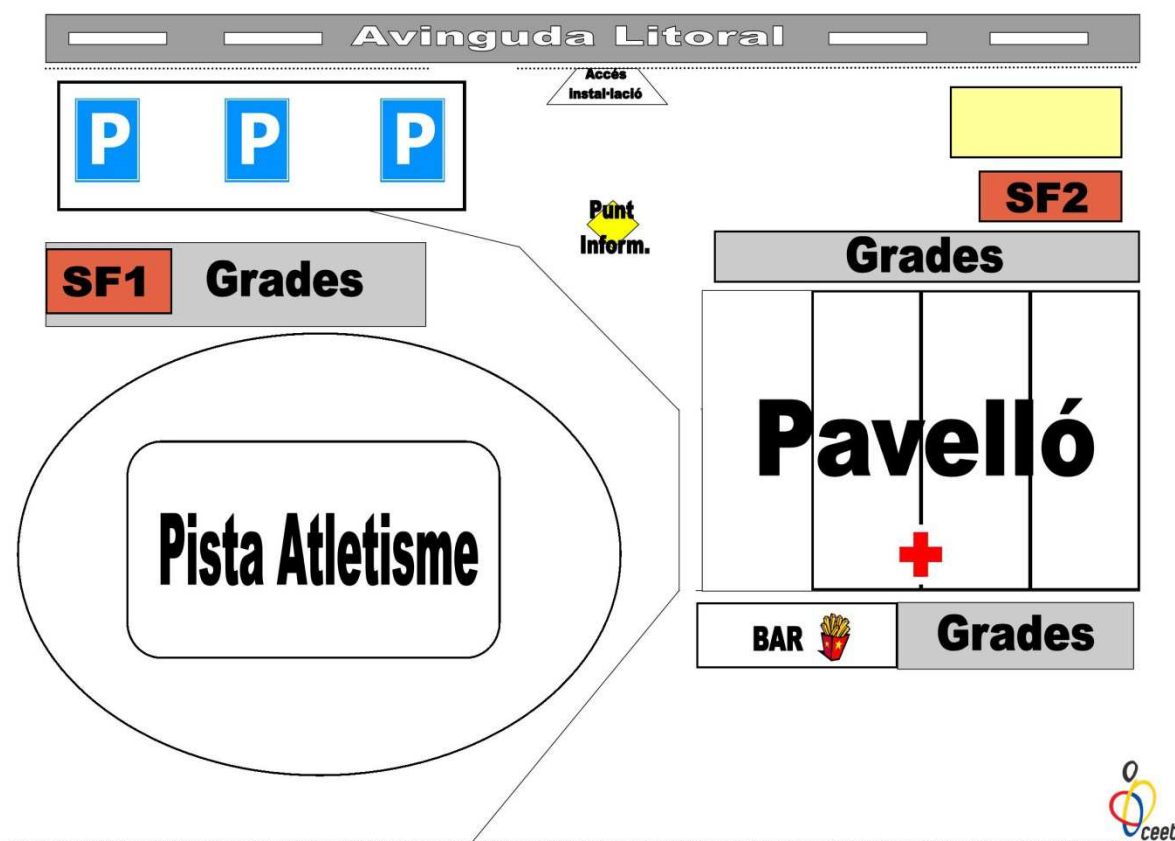 Avinguda Litoral
Accés
instal·lació
P P P
Punt
Inform.
SF2
SF1 Grades
Grades
Pavelló
Pista Atletisme
BAR
Grades
ceet